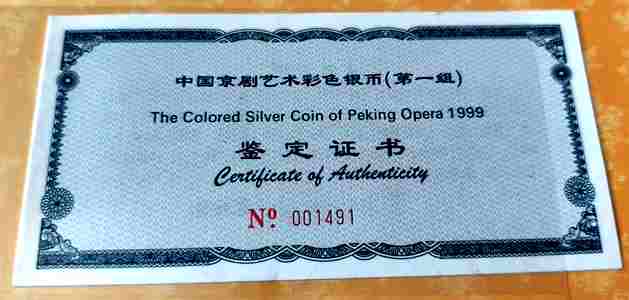 中国京剧艺术彩色银币(第一组)
The Colored Silver Coin of Peking Opera 1999
鉴定证书
Certificate of Authenticity
Nº. 001491